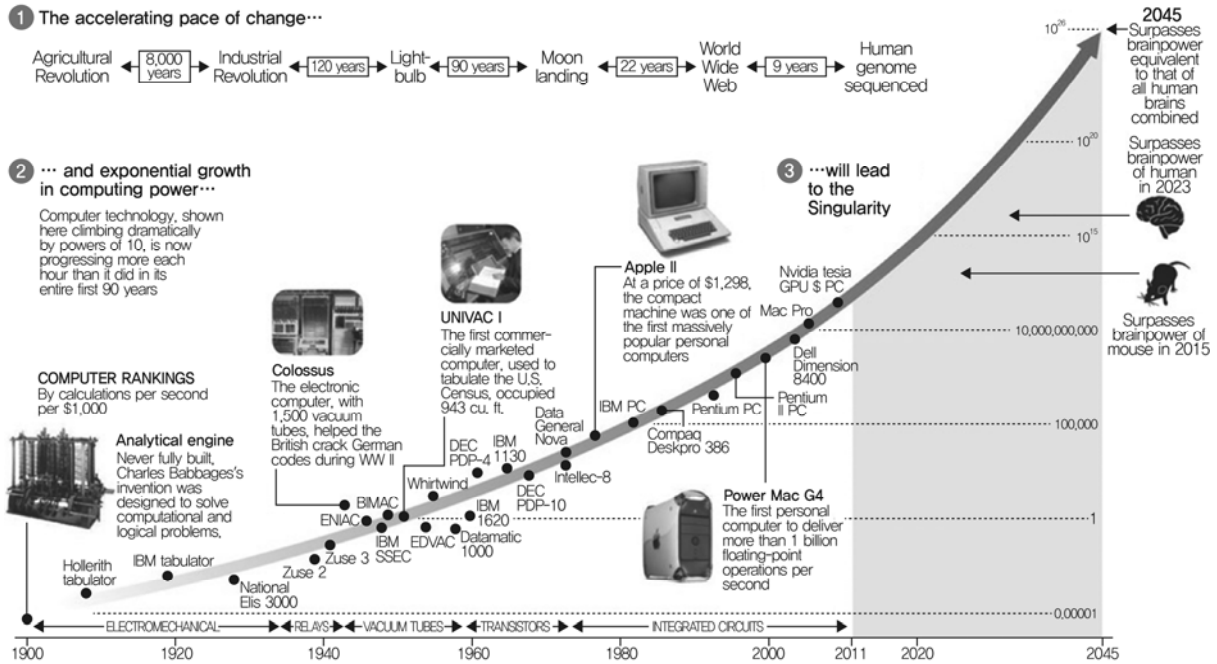 1 The accelerating pace of change…
Agricultural
Revolution
8,000
years
Industrial
Revolution
120 years
Light-
bulb
90 years
Moon
landing
22 years
World
Wide
Web
9 years
Human
genome
sequenced
2 … and exponential growth
in computing power…
Computer technology, shown
here climbing dramatically
by powers of 10, is now
progressing more each
hour than it did in its
entire first 90 years
3 …will lead
to the
Singularity
2045
Surpasses
brainpower
equivalent
to that of
all human
brains
combined
Surpasses
brainpower
of human
in 2023
Surpasses
brainpower of
mouse in 2015
10²⁶
10²⁰
10¹⁵
10,000,000,000
100,000
1
0.00001
COMPUTER RANKINGS
By calculations per second
per $1,000
Analytical engine
Never fully built,
Charles Babbages's
invention was
designed to solve
computational and
logical problems.
Colossus
The electronic
computer, with
1,500 vacuum
tubes, helped the
British crack German
codes during WW II
UNIVAC I
The first commer-
cially marketed
computer, used to
tabulate the U.S.
Census, occupied
943 cu. ft.
Apple II
At a price of $1,298,
the compact
machine was one of
the first massively
popular personal
computers
Power Mac G4
The first personal
computer to deliver
more than 1 billion
floating-point
operations per
second
Hollerith
tabulator
IBM tabulator
National
Elis 3000
Zuse 2
Zuse 3
ENIAC
BIMAC
IBM
SSEC
Whirtwind
EDVAC
Datamatic
1000
IBM
1620
DEC
PDP-4
IBM
1130
DEC
PDP-10
Data
General
Nova
Intellec-8
IBM PC
Compaq
Deskpro 386
Pentium PC
Pentium
II PC
Dell
Dimension
8400
Mac Pro
Nvidia tesia
GPU $ PC
ELECTROMECHANICAL
RELAYS
VACUUM TUBES
TRANSISTORS
INTEGRATED CIRCUITS
1900
1920
1940
1960
1980
2000
2011
2020
2045